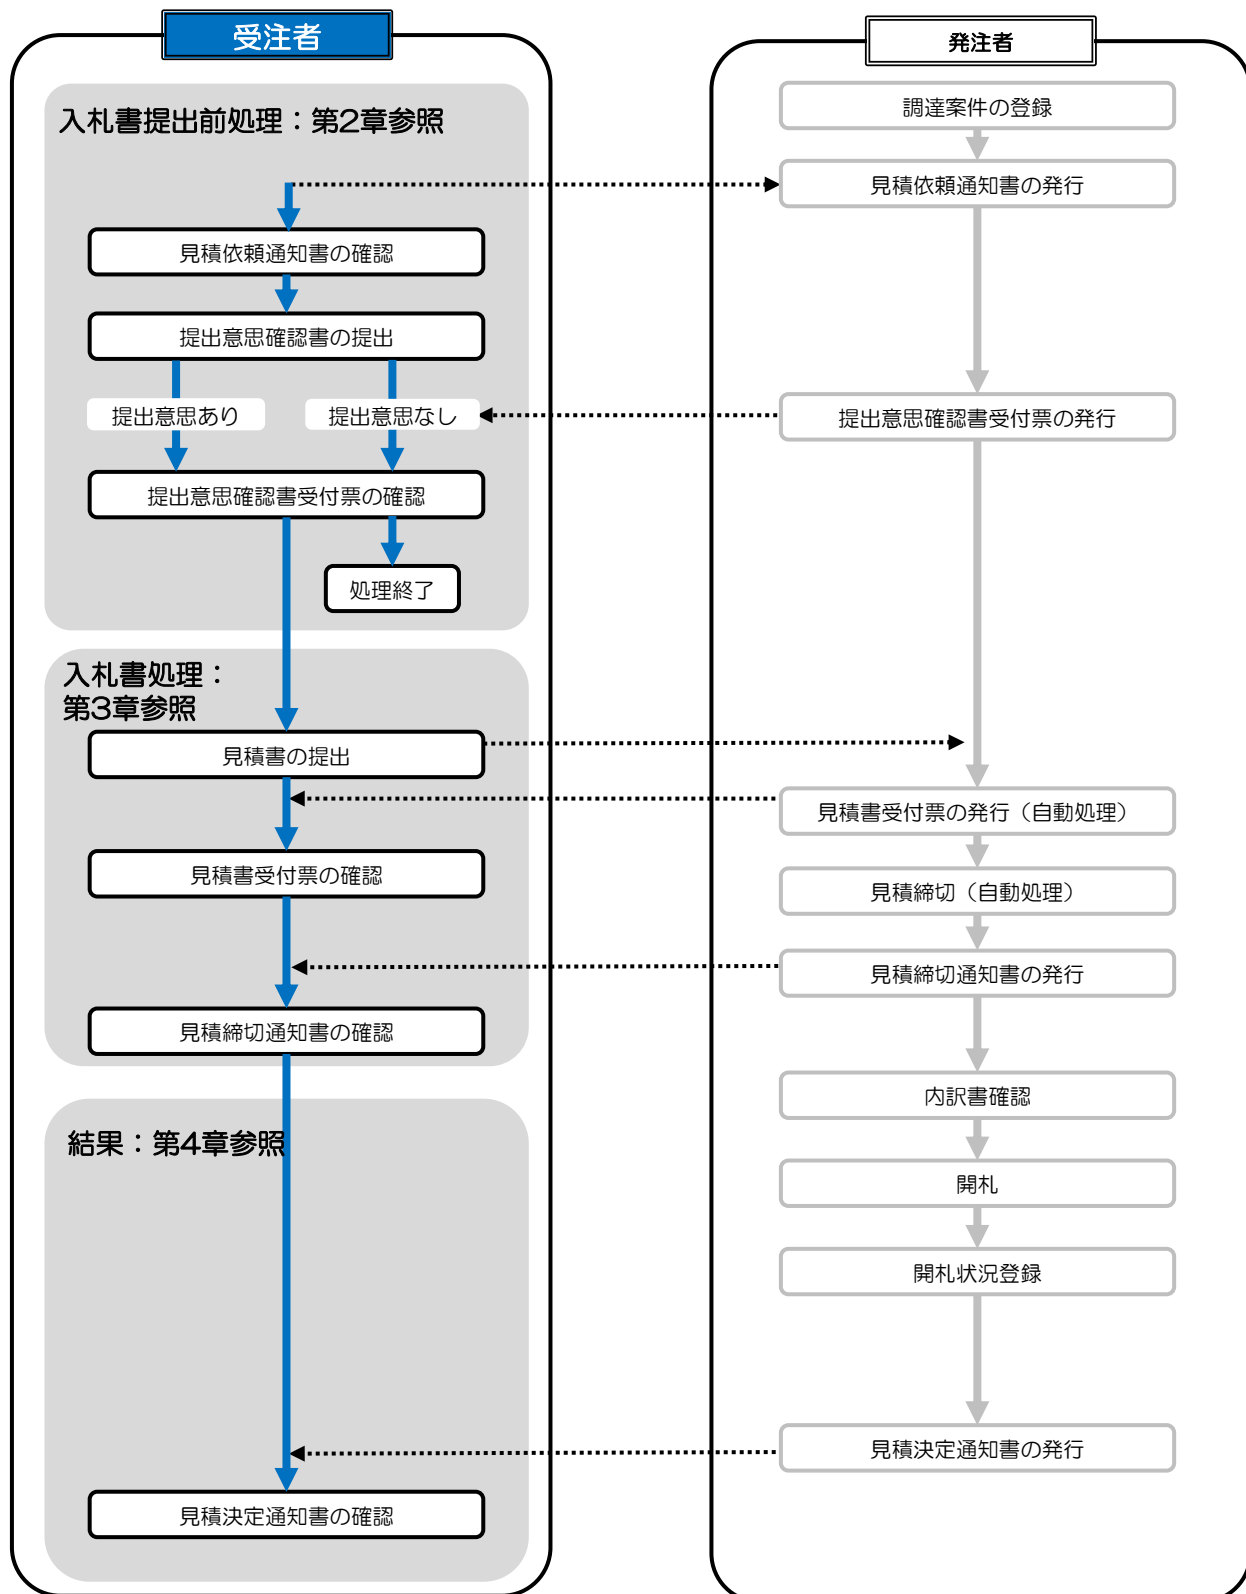 受注者
入札書提出前処理：第2章参照
見積依頼通知書の確認
提出意思確認書の提出
提出意思あり
提出意思なし
提出意思確認書受付票の確認
処理終了
入札書処理：
第3章参照
見積書の提出
見積書受付票の確認
見積締切通知書の確認
結果：第4章参照
見積決定通知書の確認
発注者
調達案件の登録
見積依頼通知書の発行
提出意思確認書受付票の発行
見積書受付票の発行（自動処理）
見積締切（自動処理）
見積締切通知書の発行
内訳書確認
開札
開札状況登録
見積決定通知書の発行